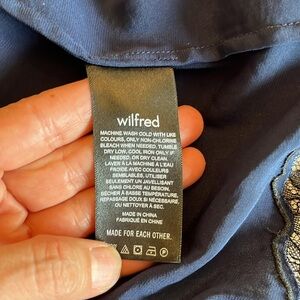 wilfred
MACHINE WASH COLD WITH LIKE
COLOURS, ONLY NON-CHLORINE
BLEACH WHEN NEEDED, TUMBLE
DRY LOW, COOL IRON ONLY IF
NEEDED, OR DRY CLEAN.
LAVER À LA MACHINE À L'EAU
FROIDE AVEC COULEURS
SEMBLABLES, UTILISER
SEULEMENT UN JAVELLISANT
SANS CHLORE AU BESOIN,
SÉCHER À BASSE TEMPÉRATURE,
REPASSAGE DOUX SI NÉCESSAIRE,
OU NETTOYER À SEC.
MADE IN CHINA
FABRIQUÉ EN CHINE
MADE FOR EACH OTHER.